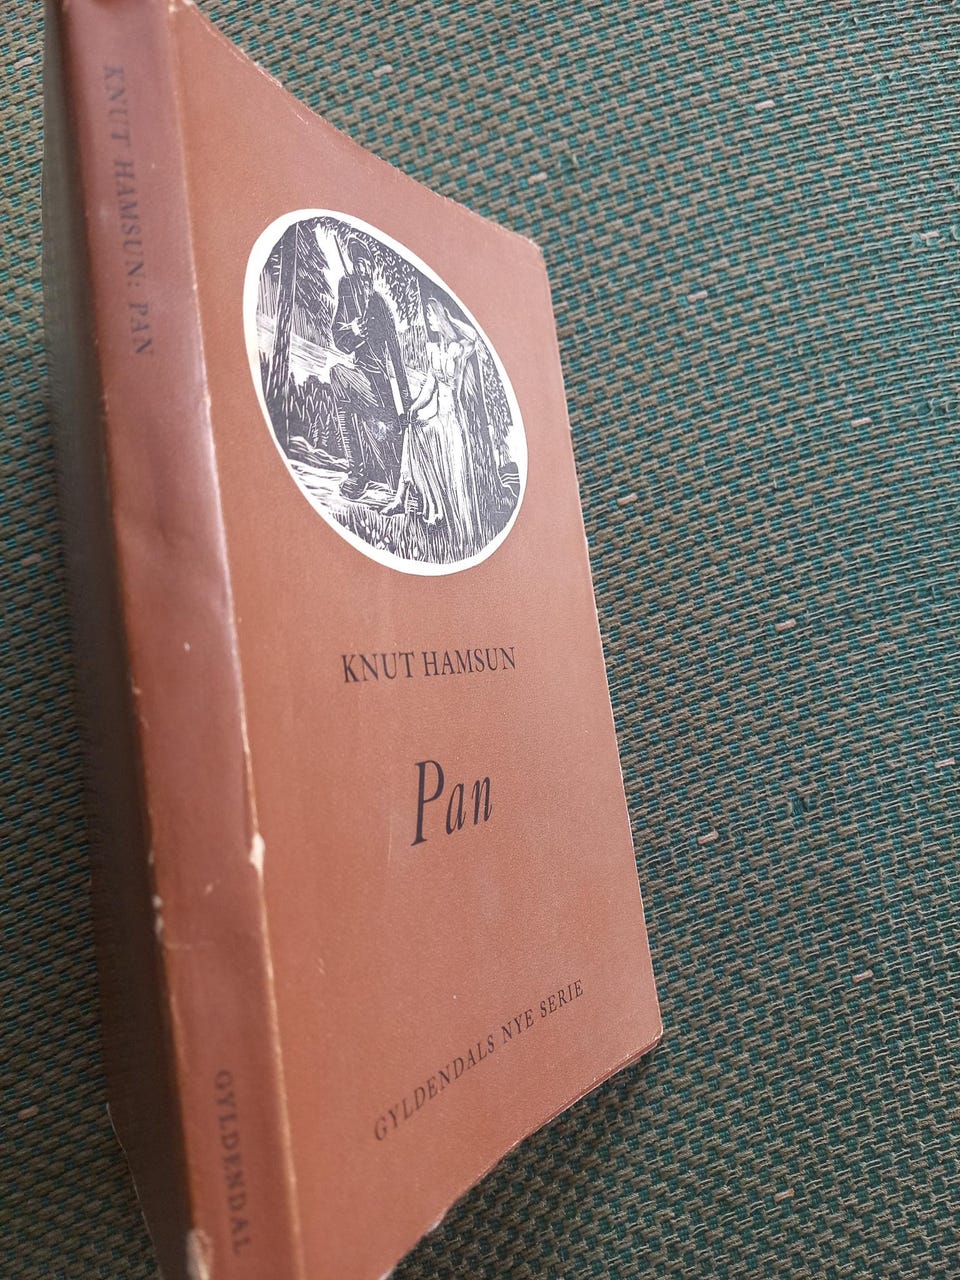 KNUT HAMSUN: PAN
GYLDENDAL
KNUT HAMSUN
Pan
GYLDENDALS NYE SERIE